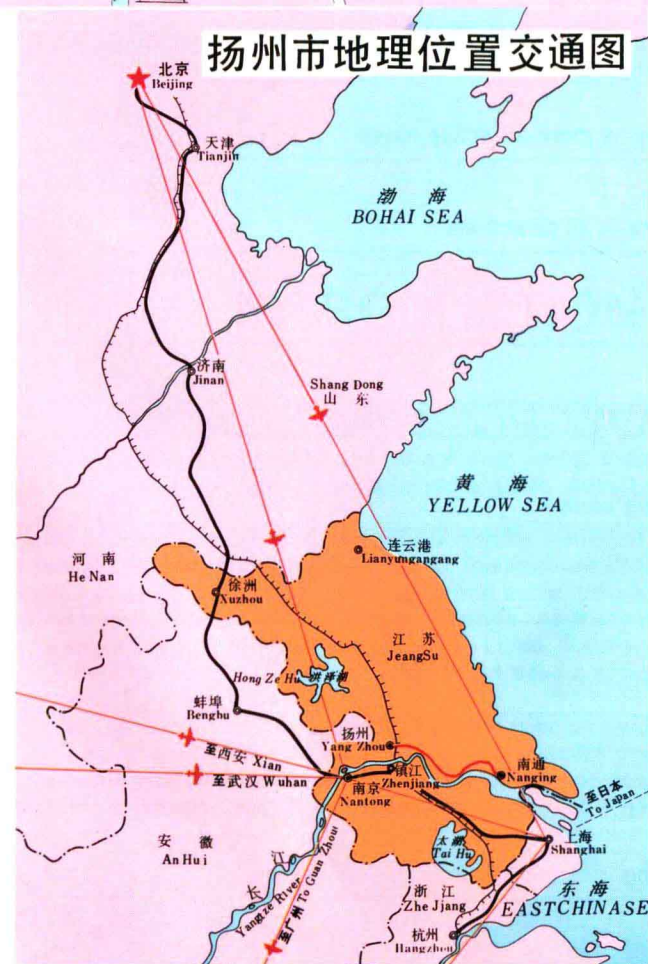 扬州市地理位置交通图
北京
Beijing
天津
Tianjin
渤 海
BOHAI SEA
济南
Jinan
Shang Dong
山 东
黄 海
YELLOW SEA
河 南
He Nan
连云港
Lianyungangang
徐洲
Xuzhou
江 苏
JeangSu
Hong Ze Hu 洪泽湖
蚌埠
Bengbu
扬州
Yang Zhou
至西安 Xian
至武汉 Wuhan
镇江
Zhenjiang
南京
Nantong
南通
Nanging
至日本
To Japan
安 徽
An Hui
长 江
Yangtze River
至广州 To Guan Zhou
太湖
Tai Hu
上海
Shanghai
浙 江
Zhe Jjang
东 海
EASTCHINASE
杭州
Hangzhou